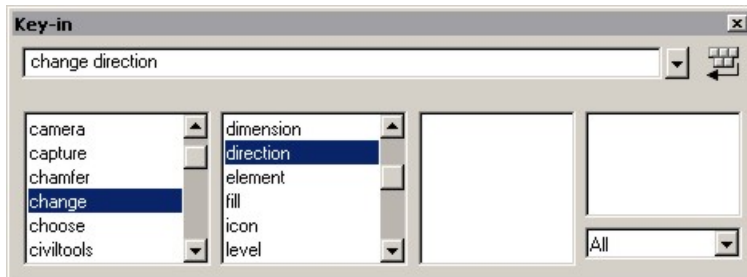 Key-in
change direction
camera
capture
chamfer
change
choose
civiltools
dimension
direction
element
fill
icon
level
All